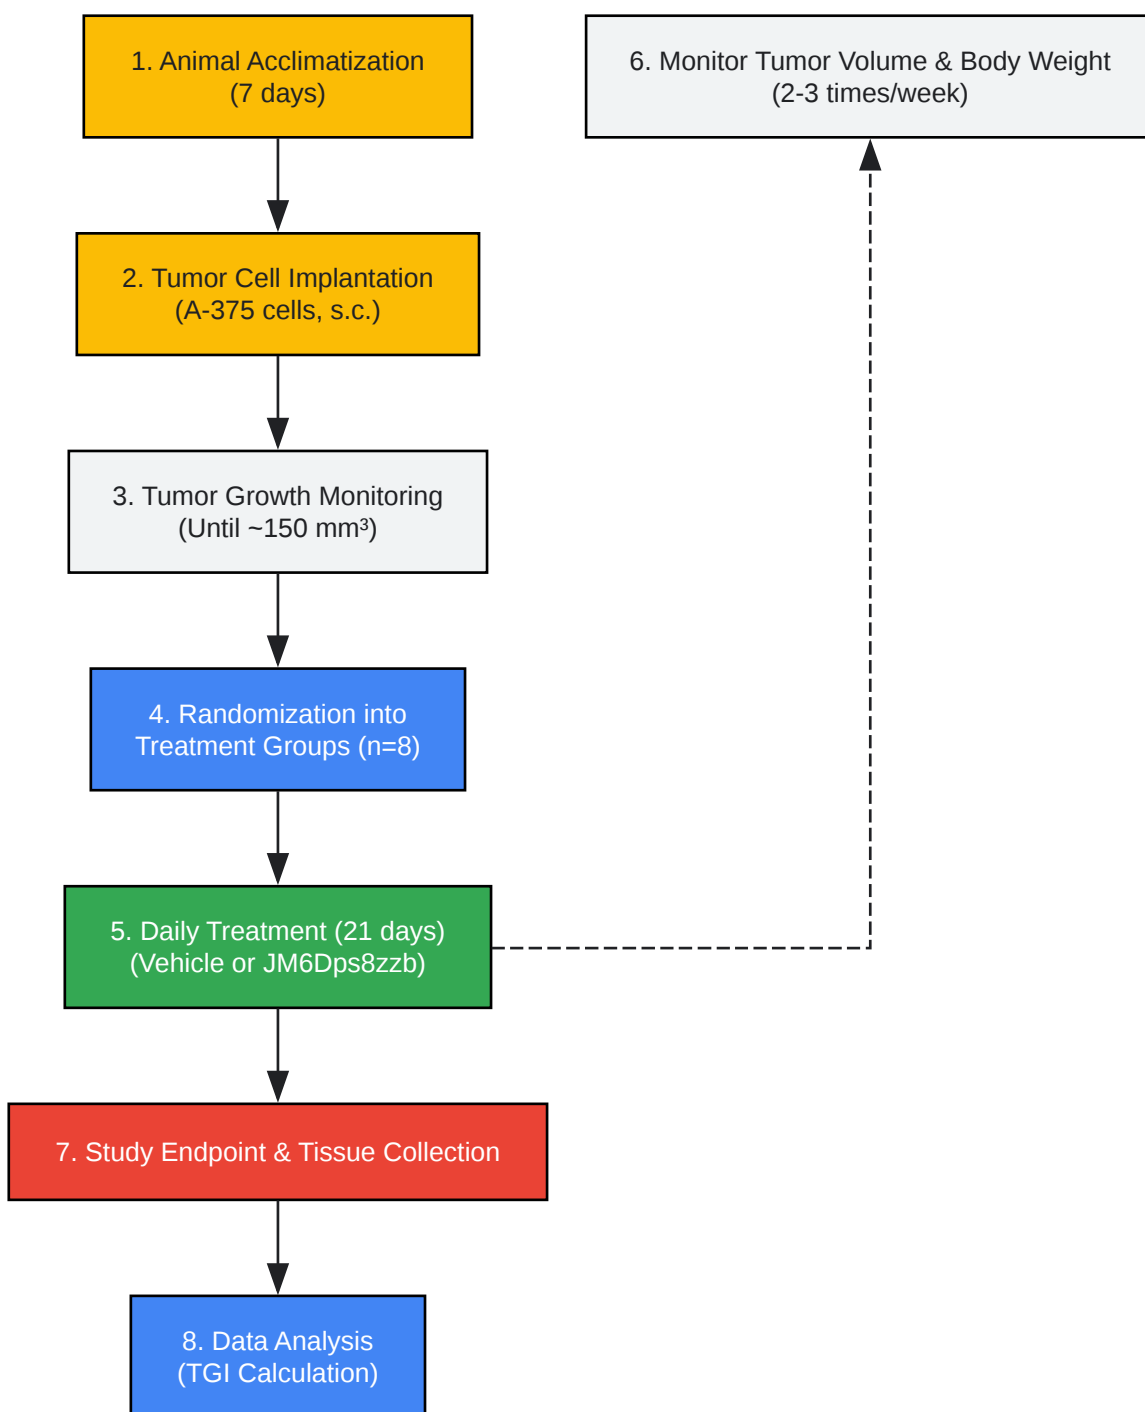 1. Animal Acclimatization
(7 days)
6. Monitor Tumor Volume & Body Weight
(2-3 times/week)
2. Tumor Cell Implantation
(A-375 cells, s.c.)
3. Tumor Growth Monitoring
(Until ~150 mm³)
4. Randomization into
Treatment Groups (n=8)
5. Daily Treatment (21 days)
(Vehicle or JM6Dps8zzb)
7. Study Endpoint & Tissue Collection
8. Data Analysis
(TGI Calculation)